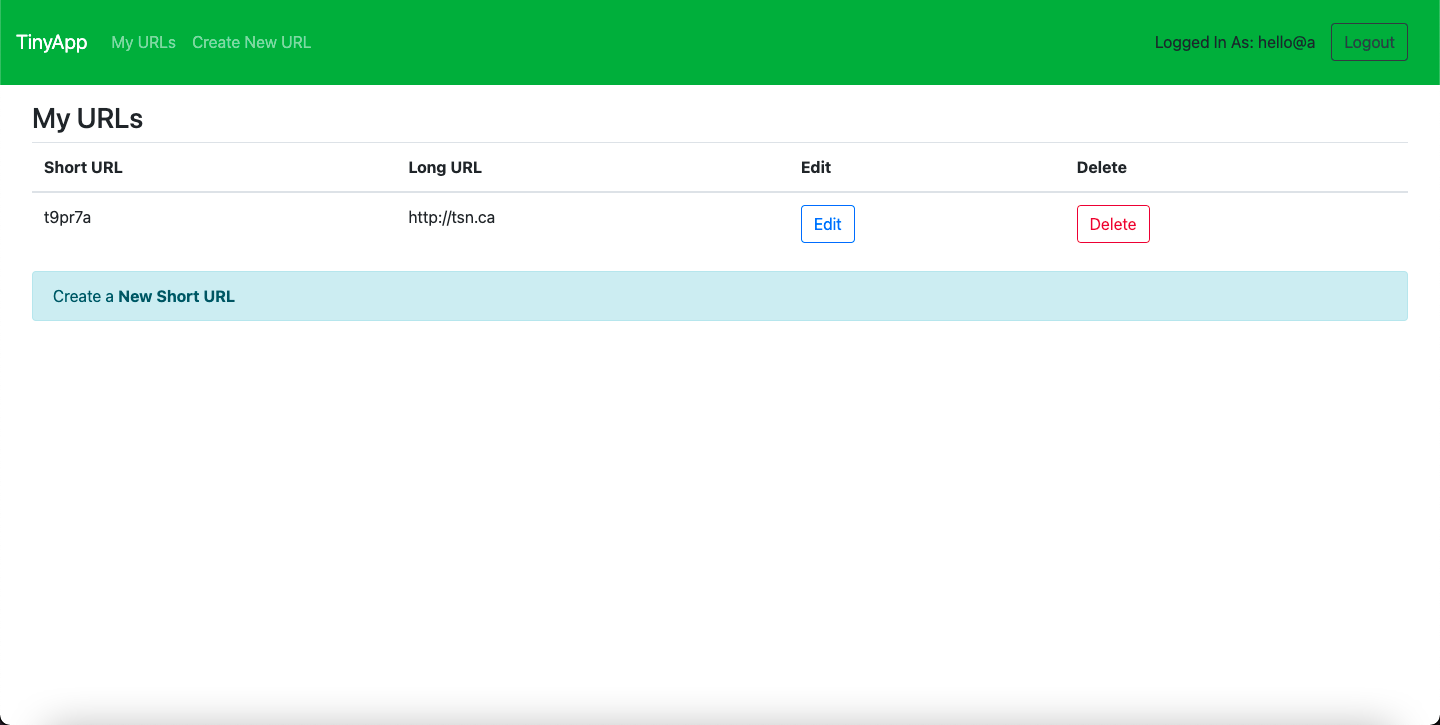 TinyApp My URLs Create New URL Logged In As: hello@a Logout
My URLs
Short URL Long URL Edit Delete
t9pr7a http://tsn.ca Edit Delete
Create a New Short URL